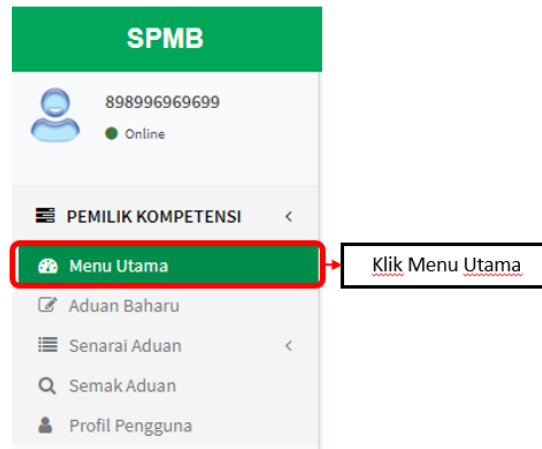 SPMB
898996969699
Online
PEMILIK KOMPETENSI
Menu Utama
Klik Menu Utama
Aduan Baharu
Senarai Aduan
Semak Aduan
Profil Pengguna